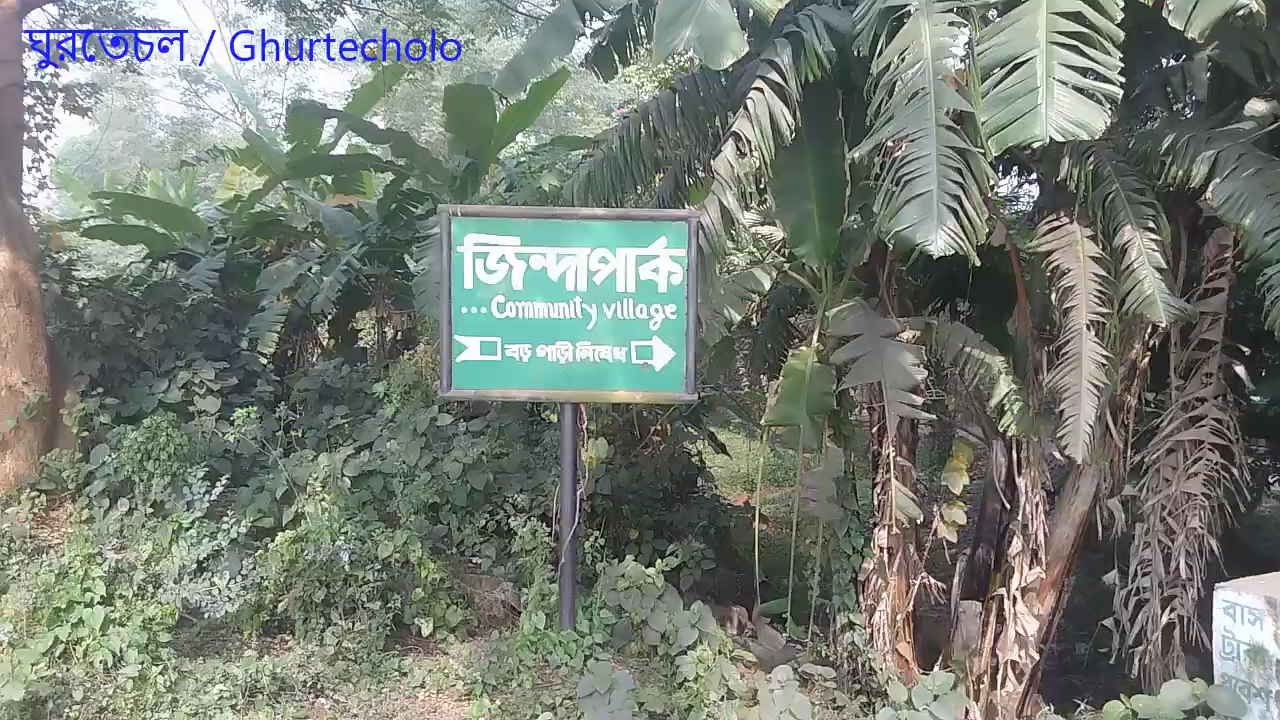 ঘুরতেচল / Ghurtecholo
জিন্দাপার্ক
...Community village
বড় গাড়ী নিষেধ
বাস